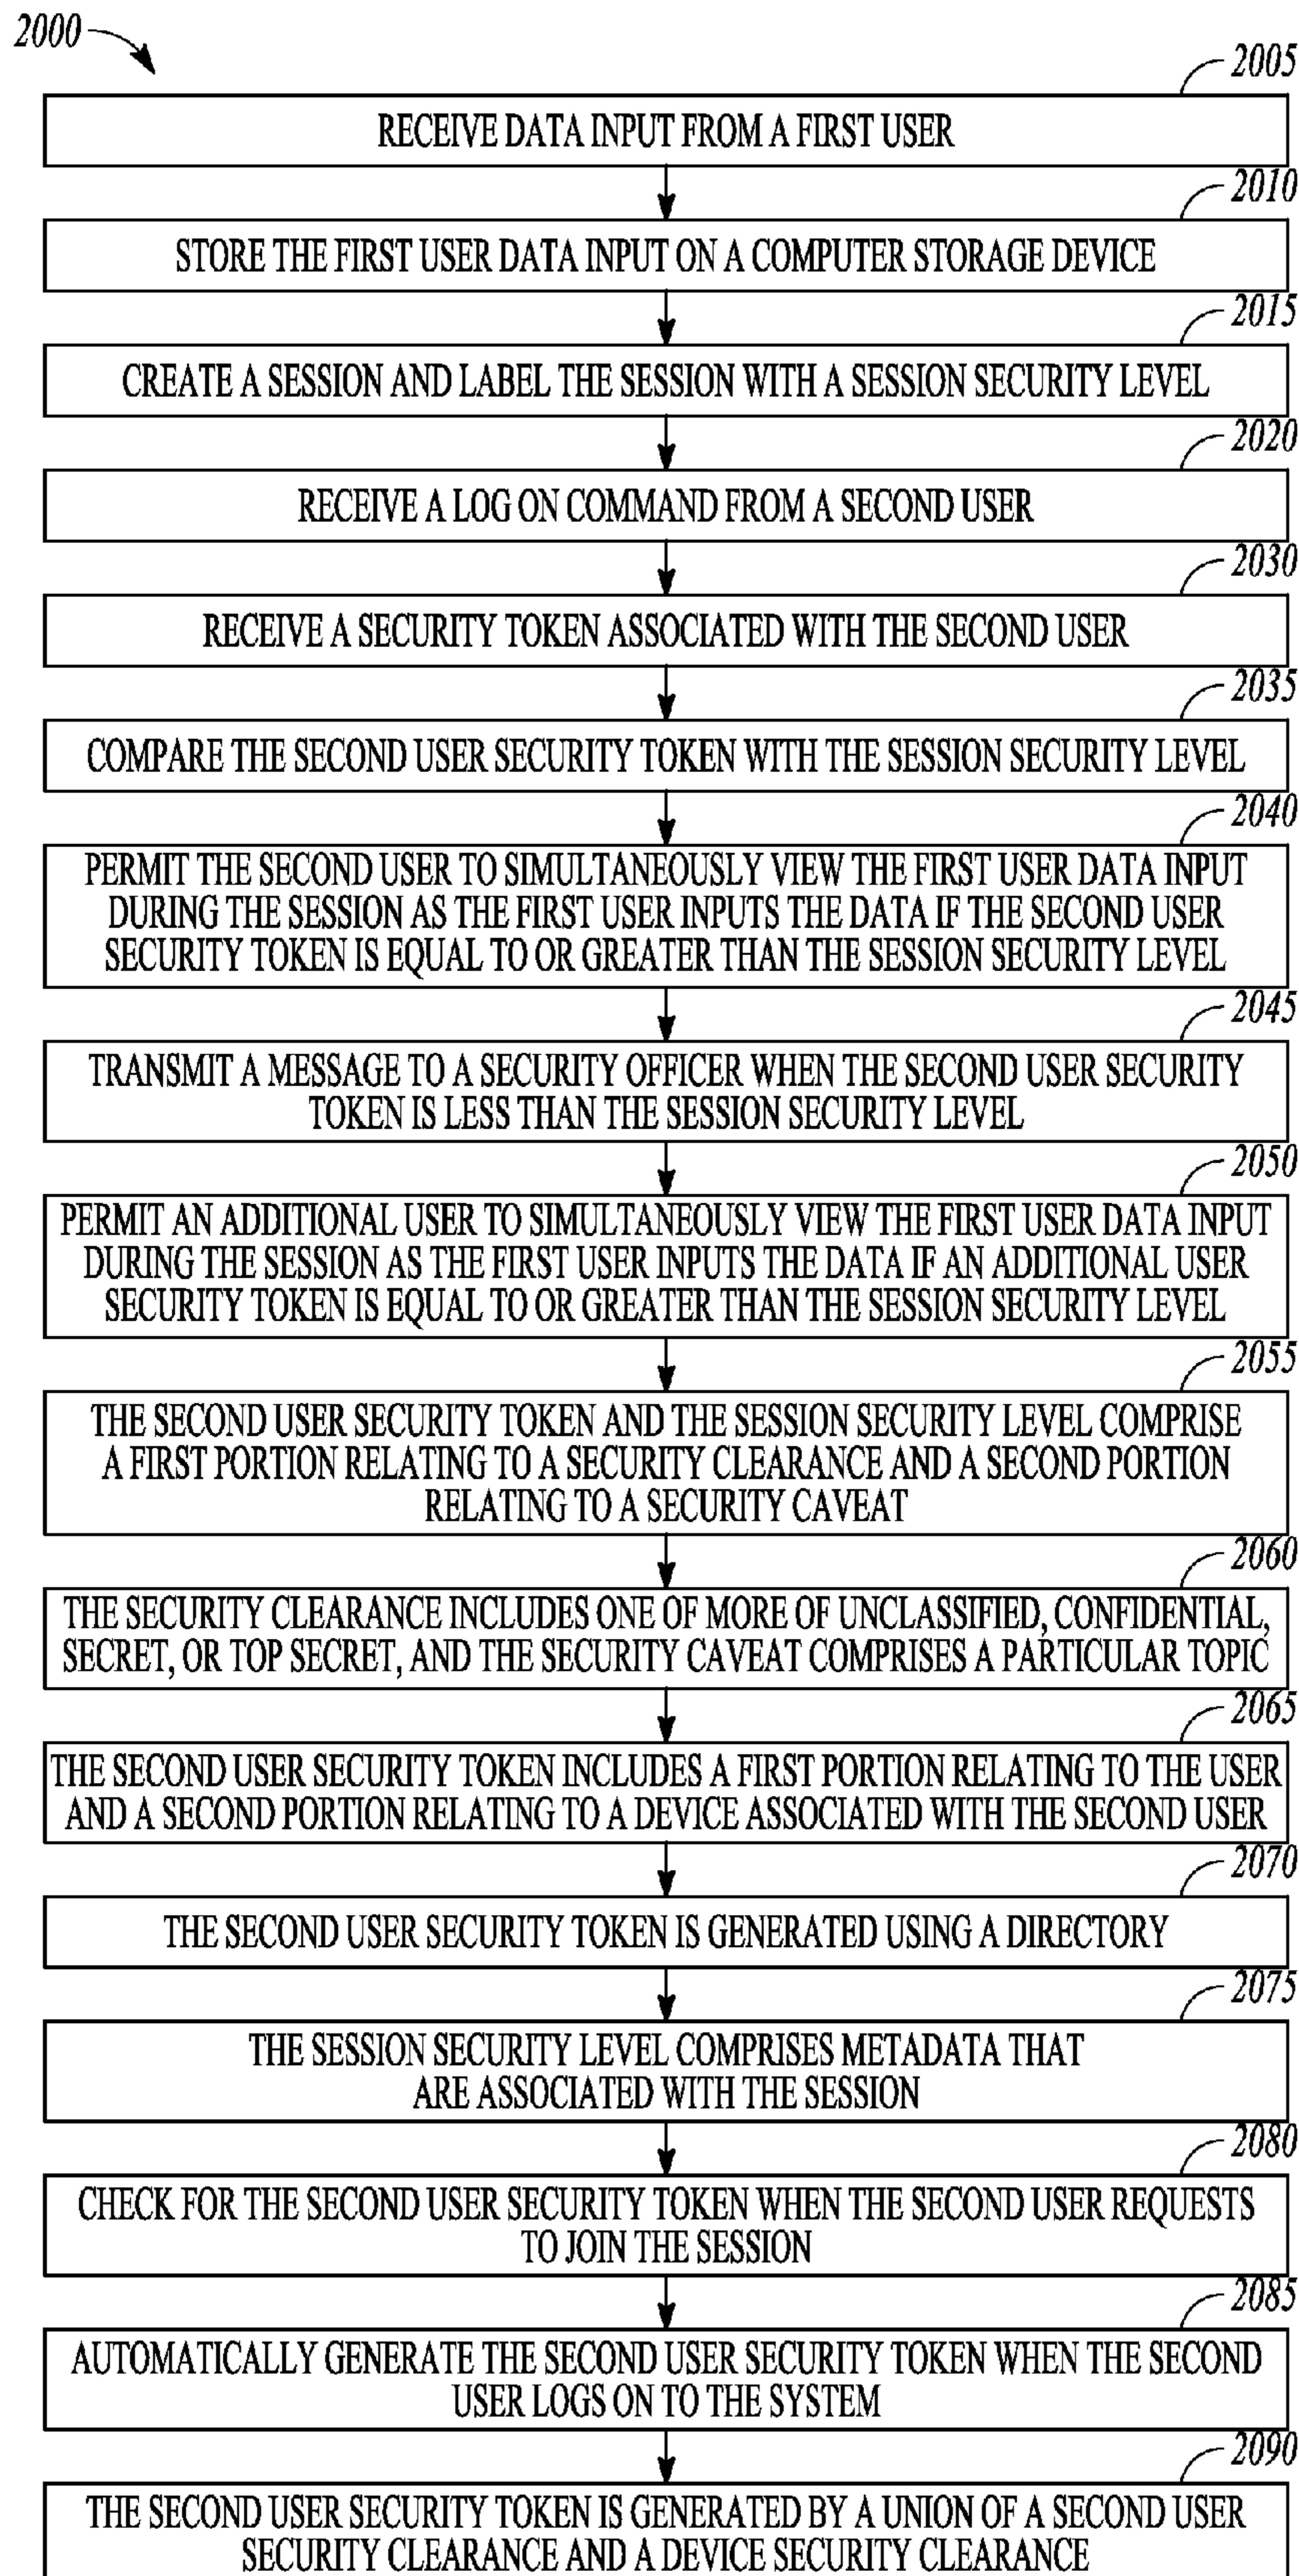 2000
2005
RECEIVE DATA INPUT FROM A FIRST USER
2010
STORE THE FIRST USER DATA INPUT ON A COMPUTER STORAGE DEVICE
2015
CREATE A SESSION AND LABEL THE SESSION WITH A SESSION SECURITY LEVEL
2020
RECEIVE A LOG ON COMMAND FROM A SECOND USER
2030
RECEIVE A SECURITY TOKEN ASSOCIATED WITH THE SECOND USER
2035
COMPARE THE SECOND USER SECURITY TOKEN WITH THE SESSION SECURITY LEVEL
2040
PERMIT THE SECOND USER TO SIMULTANEOUSLY VIEW THE FIRST USER DATA INPUT
DURING THE SESSION AS THE FIRST USER INPUTS THE DATA IF THE SECOND USER
SECURITY TOKEN IS EQUAL TO OR GREATER THAN THE SESSION SECURITY LEVEL
2045
TRANSMIT A MESSAGE TO A SECURITY OFFICER WHEN THE SECOND USER SECURITY
TOKEN IS LESS THAN THE SESSION SECURITY LEVEL
2050
PERMIT AN ADDITIONAL USER TO SIMULTANEOUSLY VIEW THE FIRST USER DATA INPUT
DURING THE SESSION AS THE FIRST USER INPUTS THE DATA IF AN ADDITIONAL USER
SECURITY TOKEN IS EQUAL TO OR GREATER THAN THE SESSION SECURITY LEVEL
2055
THE SECOND USER SECURITY TOKEN AND THE SESSION SECURITY LEVEL COMPRISE
A FIRST PORTION RELATING TO A SECURITY CLEARANCE AND A SECOND PORTION
RELATING TO A SECURITY CAVEAT
2060
THE SECURITY CLEARANCE INCLUDES ONE OF MORE OF UNCLASSIFIED, CONFIDENTIAL,
SECRET, OR TOP SECRET, AND THE SECURITY CAVEAT COMPRISES A PARTICULAR TOPIC
2065
THE SECOND USER SECURITY TOKEN INCLUDES A FIRST PORTION RELATING TO THE USER
AND A SECOND PORTION RELATING TO A DEVICE ASSOCIATED WITH THE SECOND USER
2070
THE SECOND USER SECURITY TOKEN IS GENERATED USING A DIRECTORY
2075
THE SESSION SECURITY LEVEL COMPRISES METADATA THAT
ARE ASSOCIATED WITH THE SESSION
2080
CHECK FOR THE SECOND USER SECURITY TOKEN WHEN THE SECOND USER REQUESTS
TO JOIN THE SESSION
2085
AUTOMATICALLY GENERATE THE SECOND USER SECURITY TOKEN WHEN THE SECOND
USER LOGS ON TO THE SYSTEM
2090
THE SECOND USER SECURITY TOKEN IS GENERATED BY A UNION OF A SECOND USER
SECURITY CLEARANCE AND A DEVICE SECURITY CLEARANCE